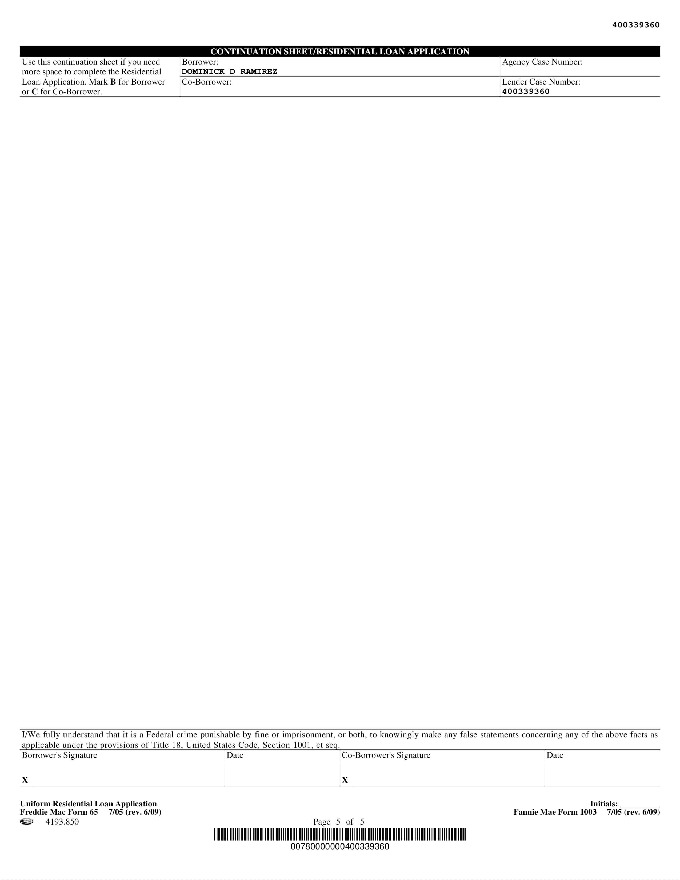 400339360
CONTINUATION SHEET/RESIDENTIAL LOAN APPLICATION
Use this continuation sheet if you need
more space to complete the Residential
Loan Application. Mark B for Borrower
or C for Co-Borrower.
Borrower:
DOMINICK D RAMIREZ
Co-Borrower:
Agency Case Number:
Lender Case Number:
400339360
I/We fully understand that it is a Federal crime punishable by fine or imprisonment, or both, to knowingly make any false statements concerning any of the above facts as
applicable under the provisions of Title 18, United States Code, Section 1001, et seq.
Borrower's Signature
Date
Co-Borrower's Signature
Date
X
X
Uniform Residential Loan Application
Freddie Mac Form 65 7/05 (rev. 6/09)
4193.850
Page 5 of 5
Initials:
Fannie Mae Form 1003 7/05 (rev. 6/09)
00780000000400339360